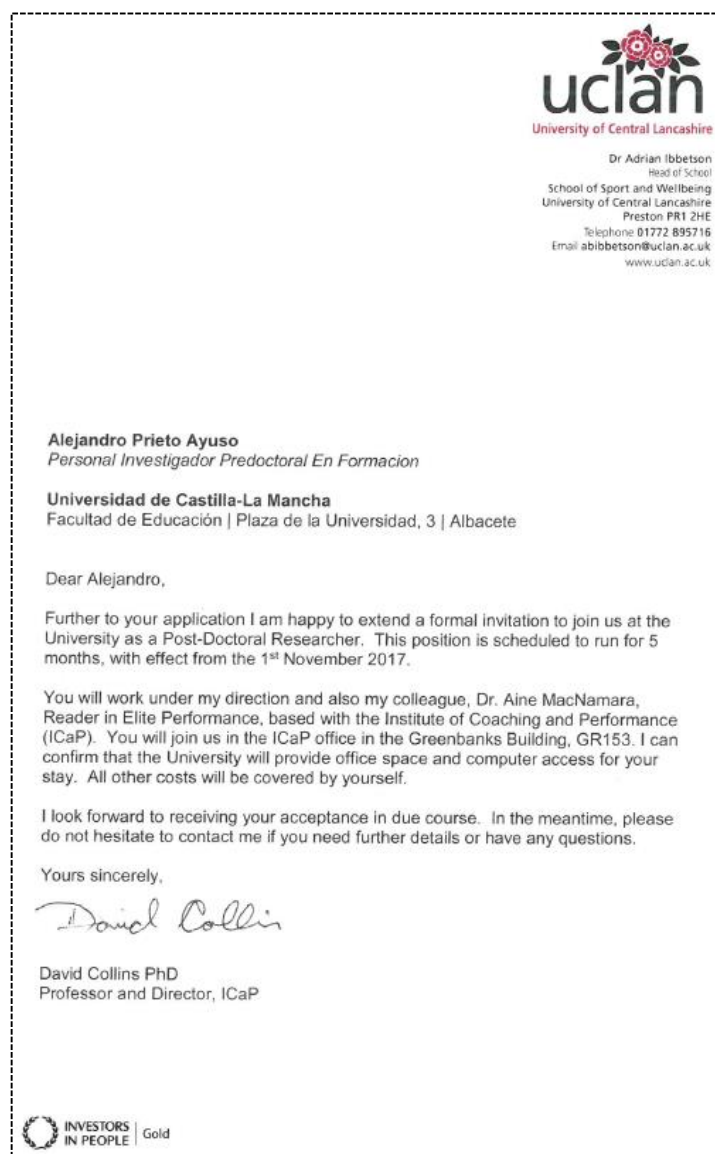 uclan
University of Central Lancashire
Dr Adrian Ibbetson
Head of School
School of Sport and Wellbeing
University of Central Lancashire
Preston PR1 2HE
Telephone 01772 895716
Email abibbetson@uclan.ac.uk
www.uclan.ac.uk
Alejandro Prieto Ayuso
Personal Investigador Predoctoral En Formacion
Universidad de Castilla-La Mancha
Facultad de Educación | Plaza de la Universidad, 3 | Albacete
Dear Alejandro,
Further to your application I am happy to extend a formal invitation to join us at the
University as a Post-Doctoral Researcher. This position is scheduled to run for 5
months, with effect from the 1st November 2017.
You will work under my direction and also my colleague, Dr. Aine MacNamara,
Reader in Elite Performance, based with the Institute of Coaching and Performance
(ICaP). You will join us in the ICaP office in the Greenbanks Building, GR153. I can
confirm that the University will provide office space and computer access for your
stay. All other costs will be covered by yourself.
I look forward to receiving your acceptance in due course. In the meantime, please
do not hesitate to contact me if you need further details or have any questions.
Yours sincerely,
David Collin
David Collins PhD
Professor and Director, ICaP
INVESTORS
IN PEOPLE | Gold